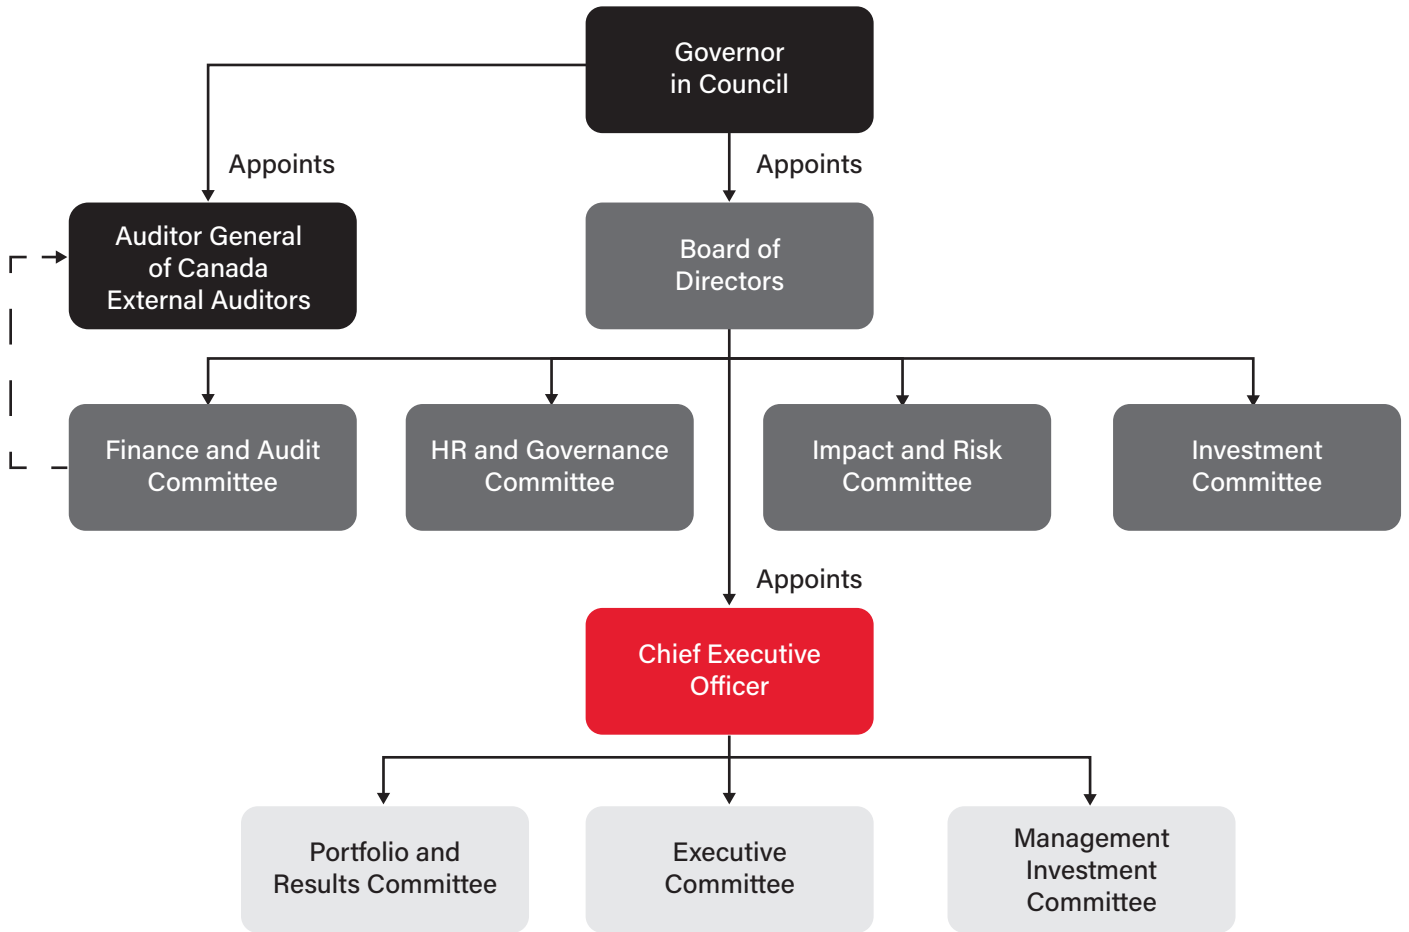 Governor
in Council
Appoints
Appoints
Auditor General
of Canada
External Auditors
Board of
Directors
Finance and Audit
Committee
HR and Governance
Committee
Impact and Risk
Committee
Investment
Committee
Appoints
Chief Executive
Officer
Portfolio and
Results Committee
Executive
Committee
Management
Investment
Committee